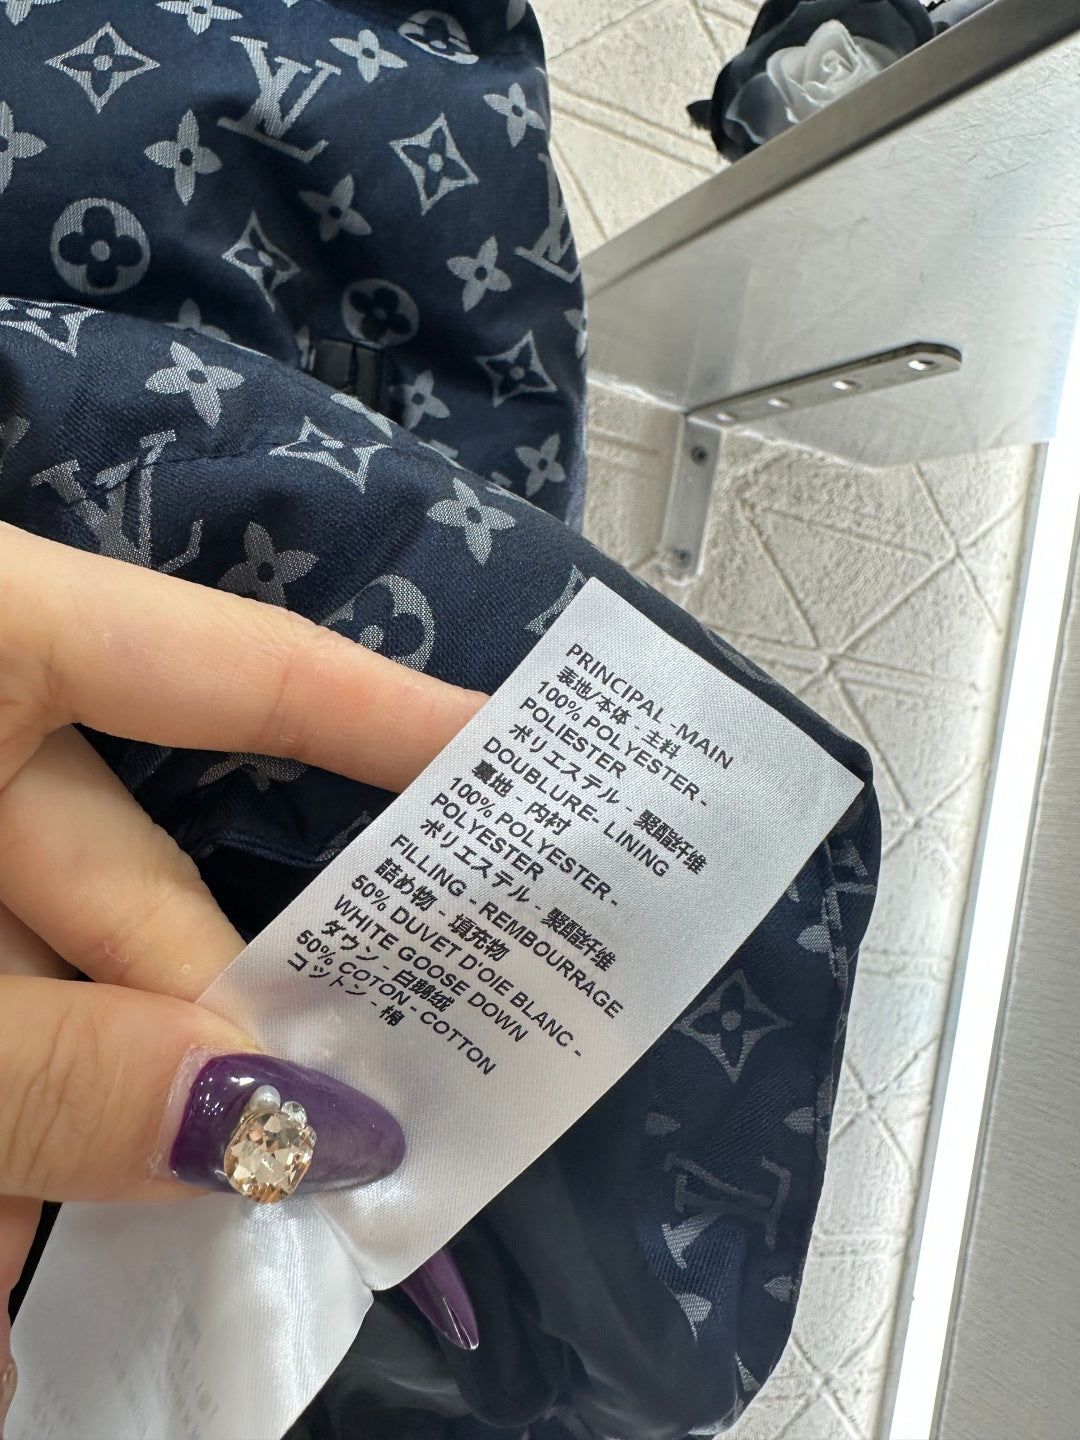 PRINCIPAL -MAIN
表地/本体 - 主料
100% POLYESTER -
POLIESTER
ポリエステル - 聚酯纤维
DOUBLURE- LINING
裏地 - 内衬
100% POLYESTER -
POLYESTER
ポリエステル - 聚酯纤维
FILLING - REMBOURRAGE
詰め物 - 填充物
50% DUVET D'OIE BLANC -
WHITE GOOSE DOWN
ダウン - 白鹅绒
50% COTON - COTTON
コットン - 棉